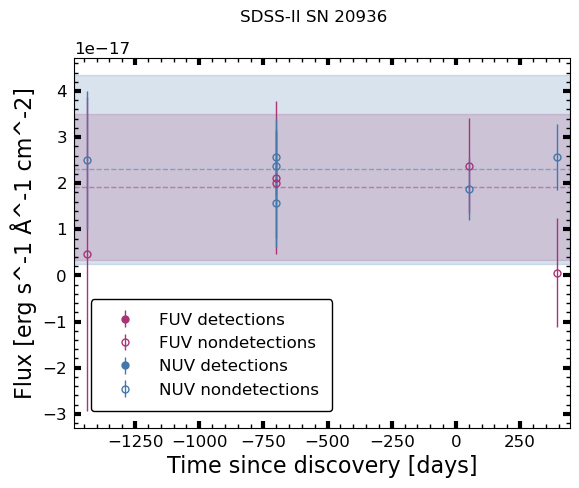 SDSS-II SN 20936
1e−17
Flux [erg s^-1 Å^-1 cm^-2]
4
3
2
1
0
−1
−2
−3
FUV detections
FUV nondetections
NUV detections
NUV nondetections
−1250 −1000 −750 −500 −250 0 250
Time since discovery [days]